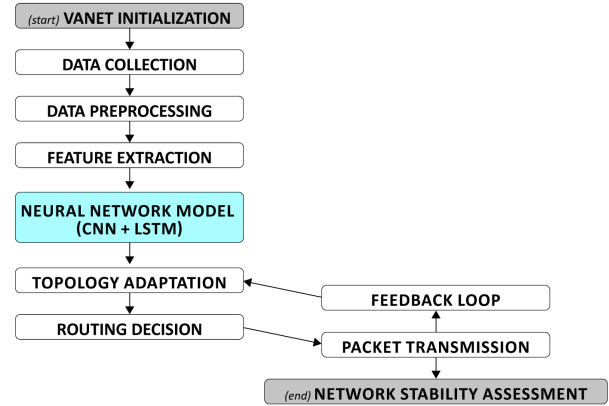 (start) VANET INITIALIZATION
DATA COLLECTION
DATA PREPROCESSING
FEATURE EXTRACTION
NEURAL NETWORK MODEL
(CNN + LSTM)
TOPOLOGY ADAPTATION
ROUTING DECISION
FEEDBACK LOOP
PACKET TRANSMISSION
(end) NETWORK STABILITY ASSESSMENT